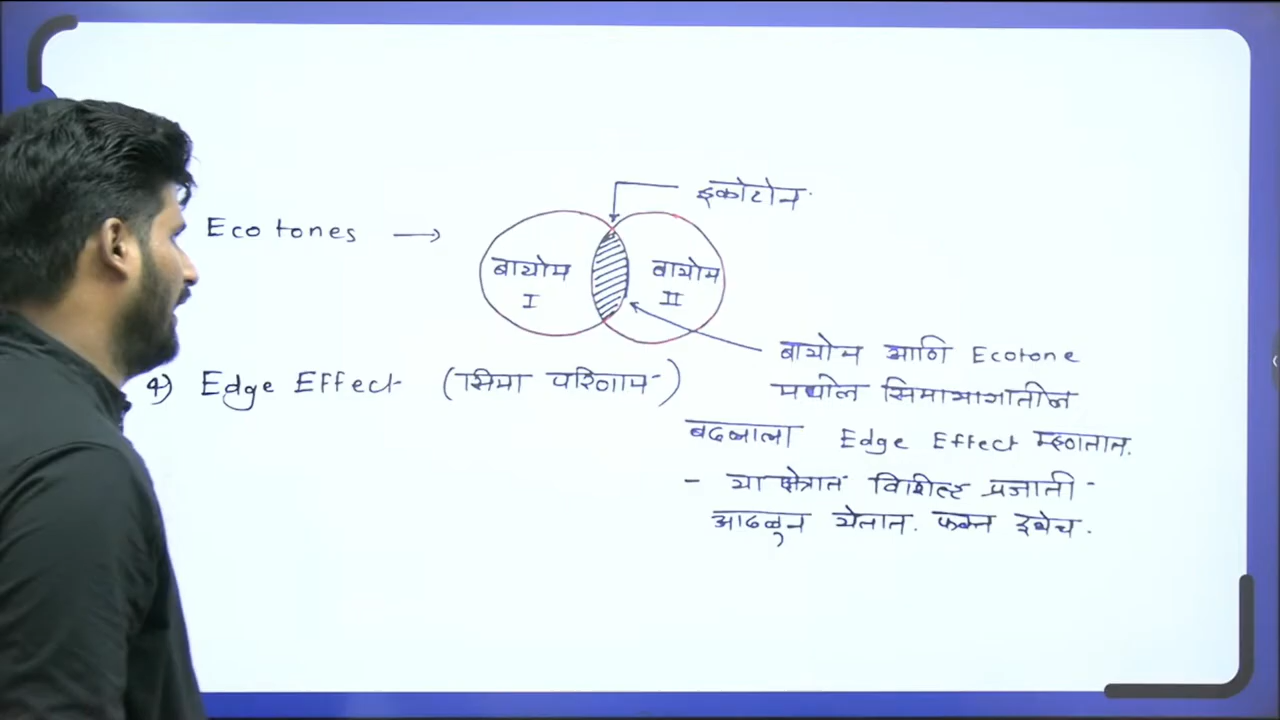 इकोटोन
Ecotones →
बायोम
I
बायोम
II
बायोम आणि Ecotone
मधील सिमाभागातील
बदलाला Edge Effect म्हणतात.
- या क्षेत्रात विशिष्ट प्रजाती -
आढळून येतात. फक्त इथेच.
4) Edge Effect (सिमा परिणाम)